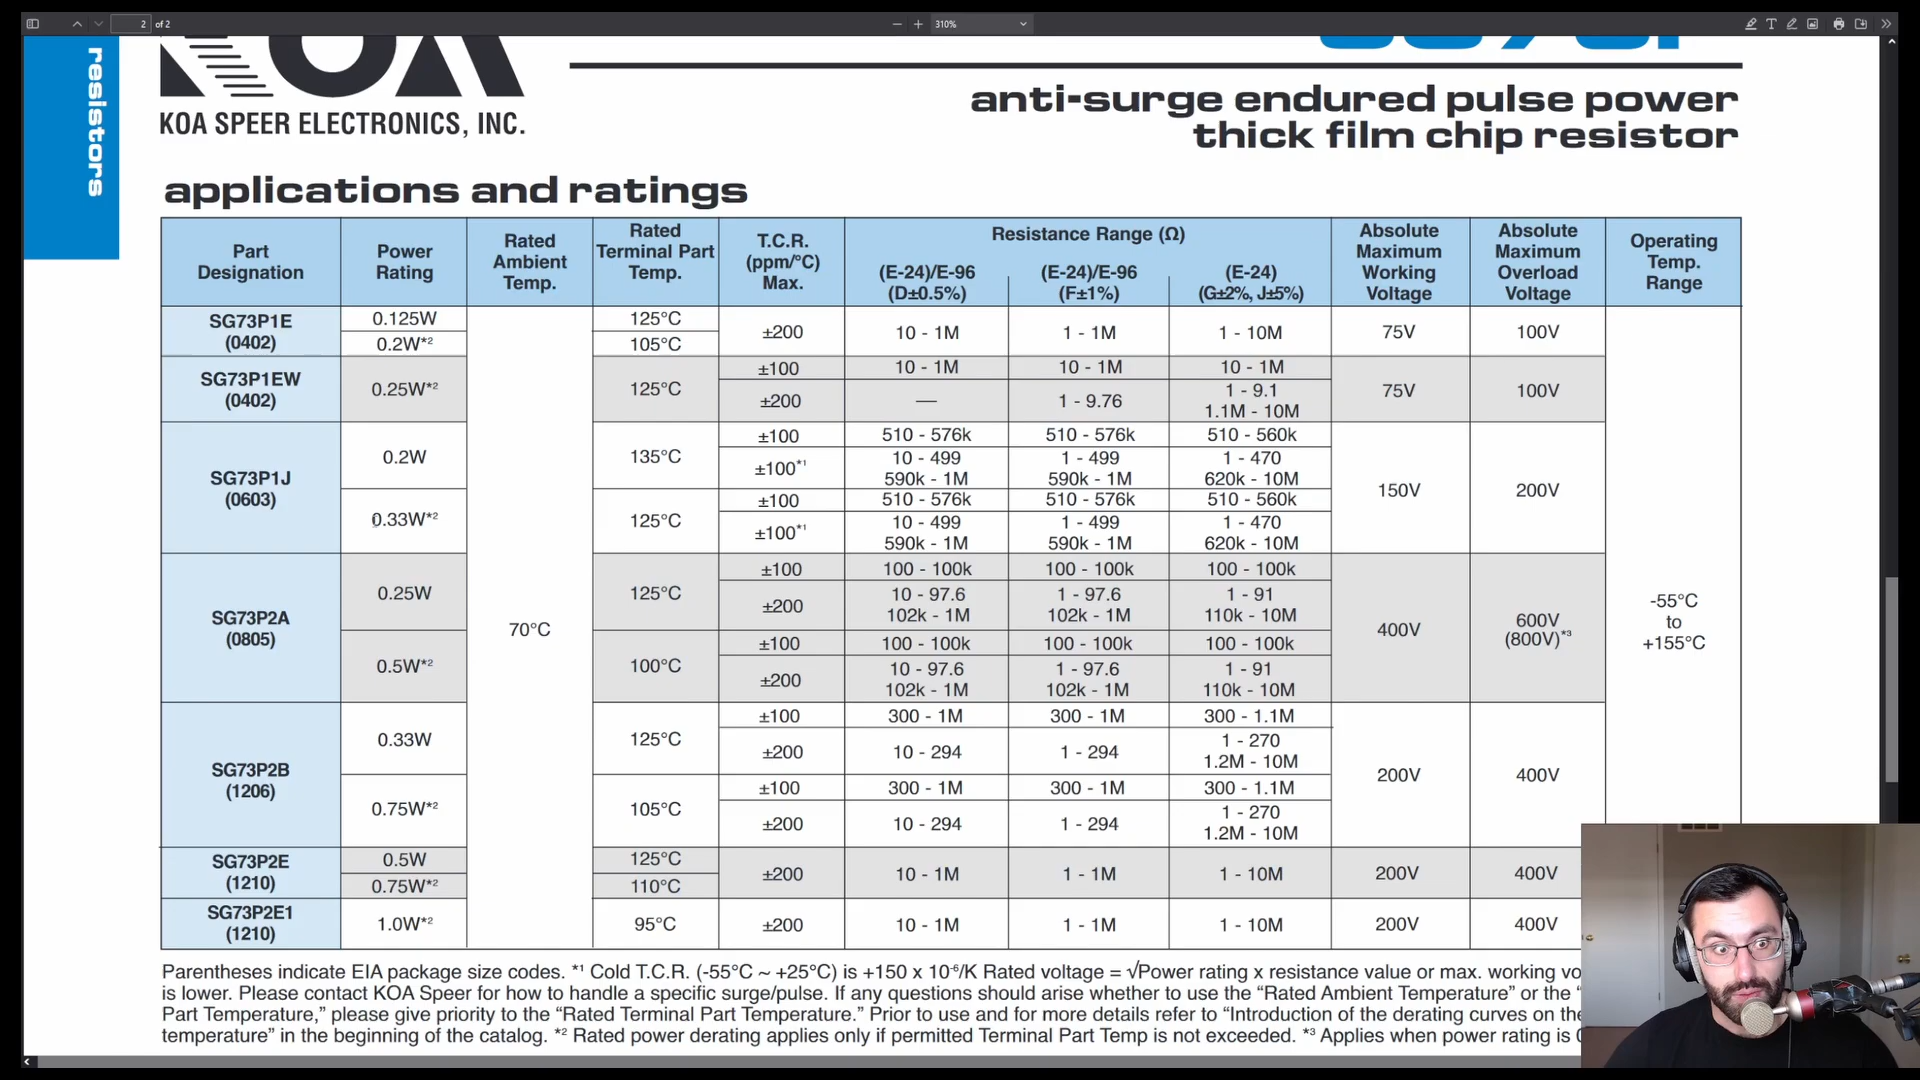 2 of 2
310%
resistors
KOA
KOA SPEER ELECTRONICS, INC.
anti-surge endured pulse power
thick film chip resistor
applications and ratings
Part Designation
Power Rating
Rated Ambient Temp.
Rated Terminal Part Temp.
T.C.R. (ppm/°C) Max.
Resistance Range (Ω)
(E-24)/E-96 (D±0.5%)
(E-24)/E-96 (F±1%)
(E-24) (G±2%, J±5%)
Absolute Maximum Working Voltage
Absolute Maximum Overload Voltage
Operating Temp. Range
SG73P1E (0402)
0.125W 125°C ±200 10 - 1M 1 - 1M 1 - 10M 75V 100V
0.2W*2 105°C
SG73P1EW (0402)
0.25W*2 125°C ±100 10 - 1M 10 - 1M 10 - 1M 75V 100V
±200 — 1 - 9.76 1 - 9.1
1.1M - 10M
SG73P1J (0603)
0.2W 135°C ±100 510 - 576k 510 - 576k 510 - 560k 150V 200V
±100*1 10 - 499 1 - 499 1 - 470
590k - 1M 590k - 1M 620k - 10M
0.33W*2 125°C ±100 510 - 576k 510 - 576k 510 - 560k
±100*1 10 - 499 1 - 499 1 - 470
590k - 1M 590k - 1M 620k - 10M
SG73P2A (0805)
0.25W 125°C ±100 100 - 100k 100 - 100k 100 - 100k 400V 600V (800V)*3
±200 10 - 97.6 1 - 97.6 1 - 91
102k - 1M 102k - 1M 110k - 10M
70°C
-55°C to +155°C
0.5W*2 100°C ±100 100 - 100k 100 - 100k 100 - 100k
±200 10 - 97.6 1 - 97.6 1 - 91
102k - 1M 102k - 1M 110k - 10M
SG73P2B (1206)
0.33W 125°C ±100 300 - 1M 300 - 1M 300 - 1.1M 200V 400V
±200 10 - 294 1 - 294 1 - 270
1.2M - 10M
0.75W*2 105°C ±100 300 - 1M 300 - 1M 300 - 1.1M
±200 10 - 294 1 - 294 1 - 270
1.2M - 10M
SG73P2E (1210)
0.5W 125°C ±200 10 - 1M 1 - 1M 1 - 10M 200V 400V
0.75W*2 110°C
SG73P2E1 (1210)
1.0W*2 95°C ±200 10 - 1M 1 - 1M 1 - 10M 200V 400V
Parentheses indicate EIA package size codes. *1 Cold T.C.R. (-55°C ~ +25°C) is +150 x 10-6/K Rated voltage = √Power rating x resistance value or max. working vo
is lower. Please contact KOA Speer for how to handle a specific surge/pulse. If any questions should arise whether to use the “Rated Ambient Temperature” or the “
Part Temperature,” please give priority to the “Rated Terminal Part Temperature.” Prior to use and for more details refer to “Introduction of the derating curves on the
temperature” in the beginning of the catalog. *2 Rated power derating applies only if permitted Terminal Part Temp is not exceeded. *3 Applies when power rating is